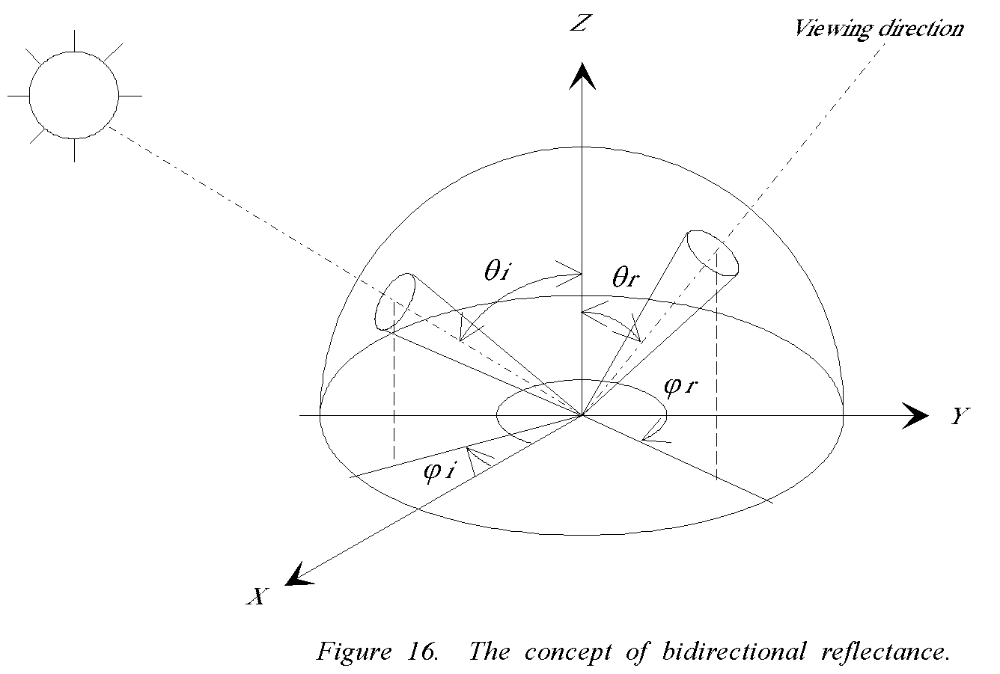 Z
Viewing direction
θi
θr
φr
Y
φi
X
Figure 16. The concept of bidirectional reflectance.